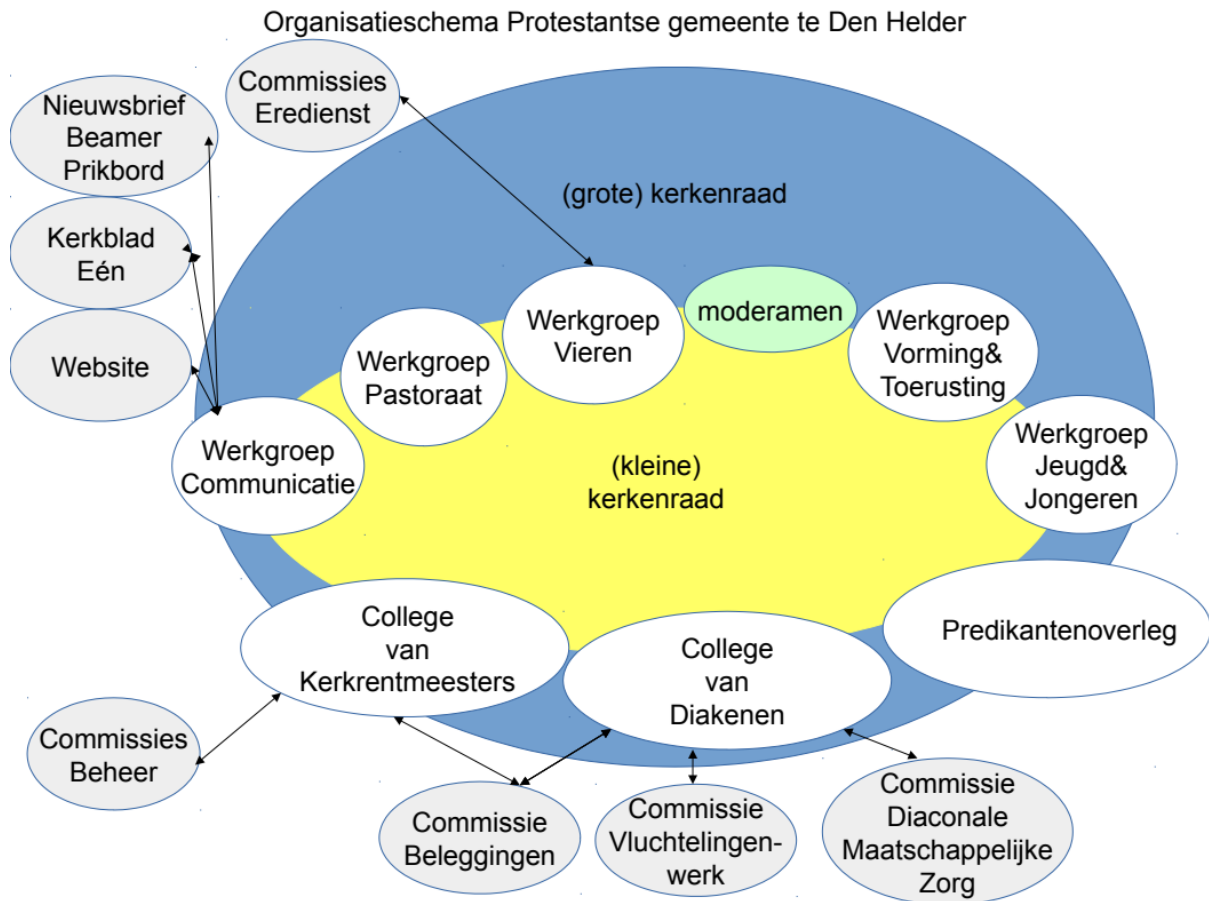 Organisatieschema Protestantse gemeente te Den Helder
Commissies
Eredienst
Nieuwsbrief
Beamer
Prikbord
(grote) kerkenraad
Kerkblad
Eén
Website
moderamen
Werkgroep
Vieren
Werkgroep
Pastoraat
Werkgroep
Vorming&
Toerusting
Werkgroep
Communicatie
(kleine)
kerkenraad
Werkgroep
Jeugd&
Jongeren
College
van
Kerkrentmeesters
College
van
Diakenen
Predikantenoverleg
Commissies
Beheer
Commissie
Beleggingen
Commissie
Vluchtelingen-
werk
Commissie
Diaconale
Maatschappelijke
Zorg